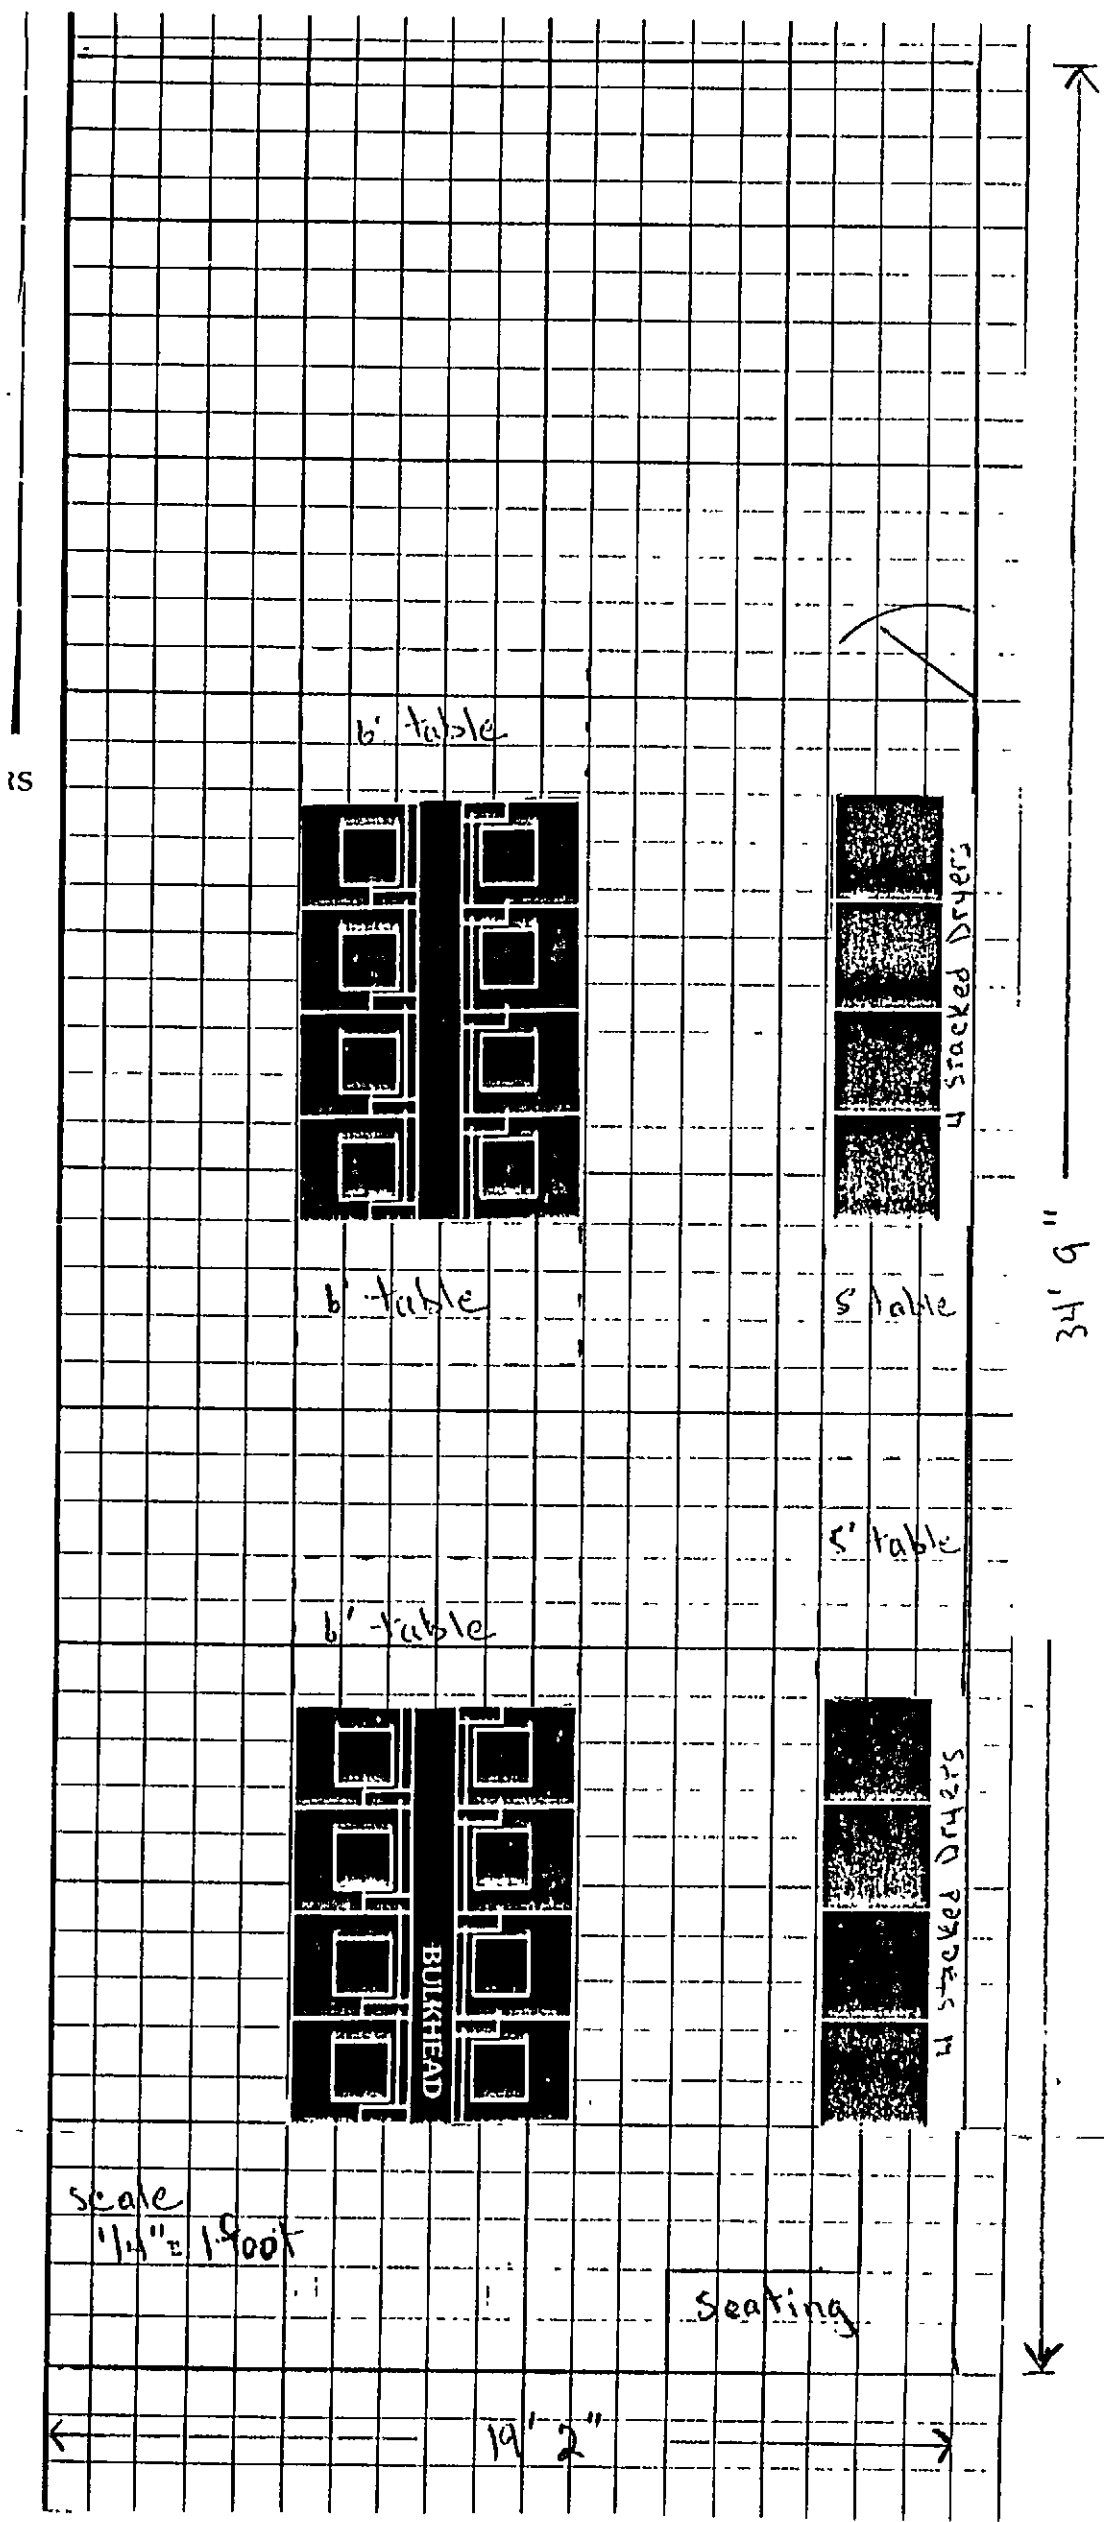 6' table
RS
4 Stacked Dryers
34' 9"
6' table
5' table
5' table
6' table
4 stacked Dryers
BULKHEAD
scale
1/4" = 1 foot
Seating
19' 2"